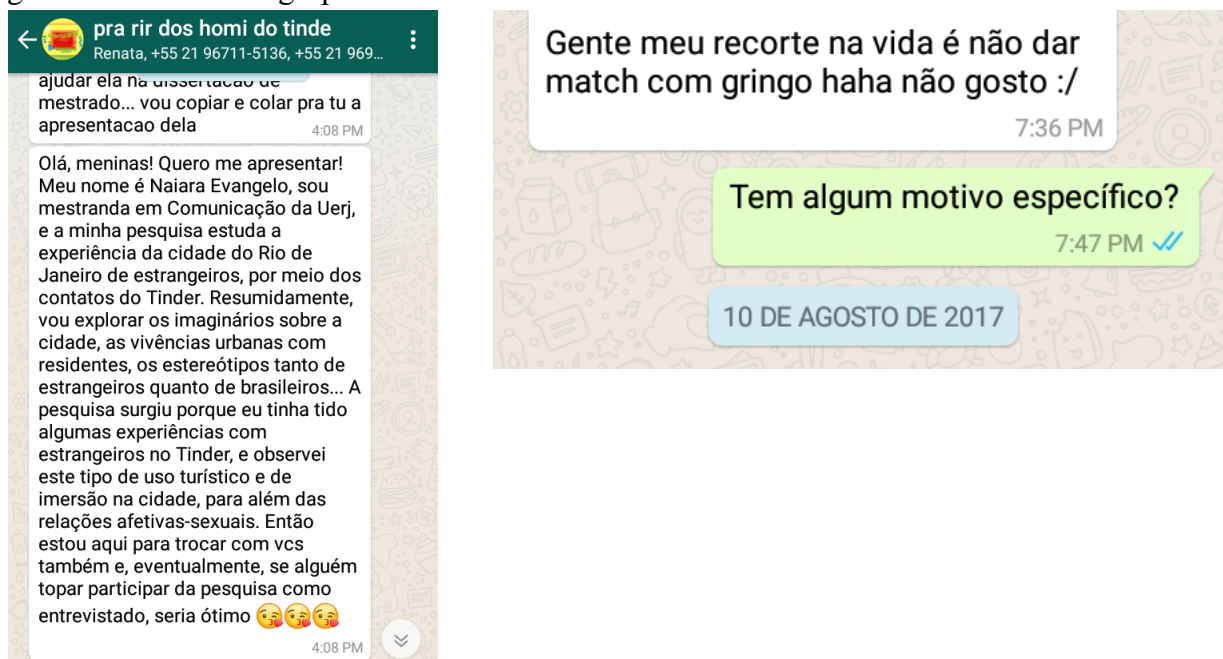 pra rir dos homi do tinde
Renata, +55 21 96711-5136, +55 21 969...
ajudar ela na dissertacao de
mestrado... vou copiar e colar pra tu a
apresentacao dela
4:08 PM
Olá, meninas! Quero me apresentar!
Meu nome é Naiara Evangelo, sou
mestranda em Comunicação da Uerj,
e a minha pesquisa estuda a
experiência da cidade do Rio de
Janeiro de estrangeiros, por meio dos
contatos do Tinder. Resumidamente,
vou explorar os imaginários sobre a
cidade, as vivências urbanas com
residentes, os estereótipos tanto de
estrangeiros quanto de brasileiros... A
pesquisa surgiu porque eu tinha tido
algumas experiências com
estrangeiros no Tinder, e observei
este tipo de uso turístico e de
imersão na cidade, para além das
relações afetivas-sexuais. Então
estou aqui para trocar com vcs
também e, eventualmente, se alguém
topar participar da pesquisa como
entrevistado, seria ótimo 😘😘😘
4:08 PM
Gente meu recorte na vida é não dar
match com gringo haha não gosto :/
7:36 PM
Tem algum motivo específico?
7:47 PM
10 DE AGOSTO DE 2017